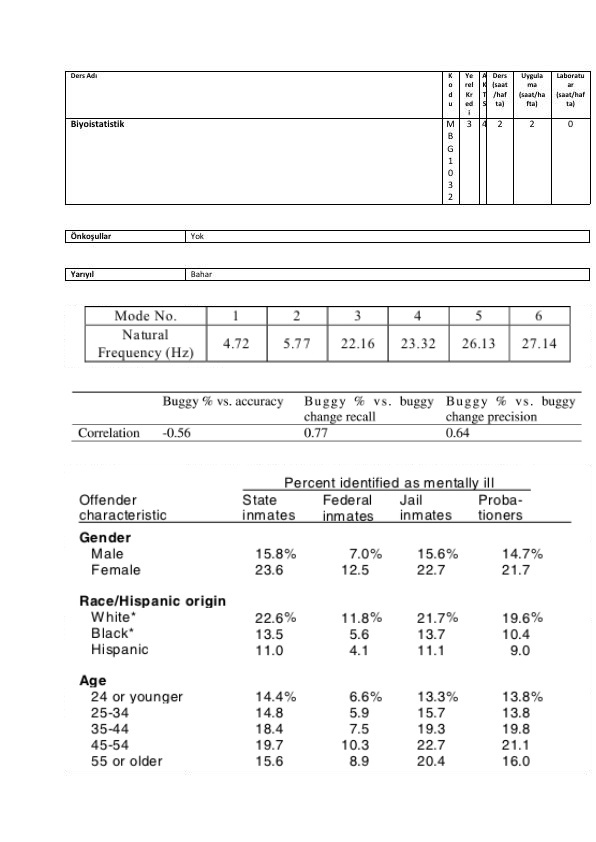 Ders Adı Kodu Yerel Kredi AKTS Ders (saat/hafta) Uygulama (saat/hafta) Laboratuar (saat/hafta)
Biyoistatistik MBG1032 3 4 2 2 0
Önkoşullar Yok
Yarıyıl Bahar
Mode No. 1 2 3 4 5 6
Natural Frequency (Hz) 4.72 5.77 22.16 23.32 26.13 27.14
Buggy % vs. accuracy Buggy % vs. buggy change recall Buggy % vs. buggy change precision
Correlation -0.56 0.77 0.64
Percent identified as mentally ill
Offender characteristic State inmates Federal inmates Jail inmates Proba-tioners
Gender
Male 15.8% 7.0% 15.6% 14.7%
Female 23.6 12.5 22.7 21.7
Race/Hispanic origin
White* 22.6% 11.8% 21.7% 19.6%
Black* 13.5 5.6 13.7 10.4
Hispanic 11.0 4.1 11.1 9.0
Age
24 or younger 14.4% 6.6% 13.3% 13.8%
25-34 14.8 5.9 15.7 13.8
35-44 18.4 7.5 19.3 19.8
45-54 19.7 10.3 22.7 21.1
55 or older 15.6 8.9 20.4 16.0